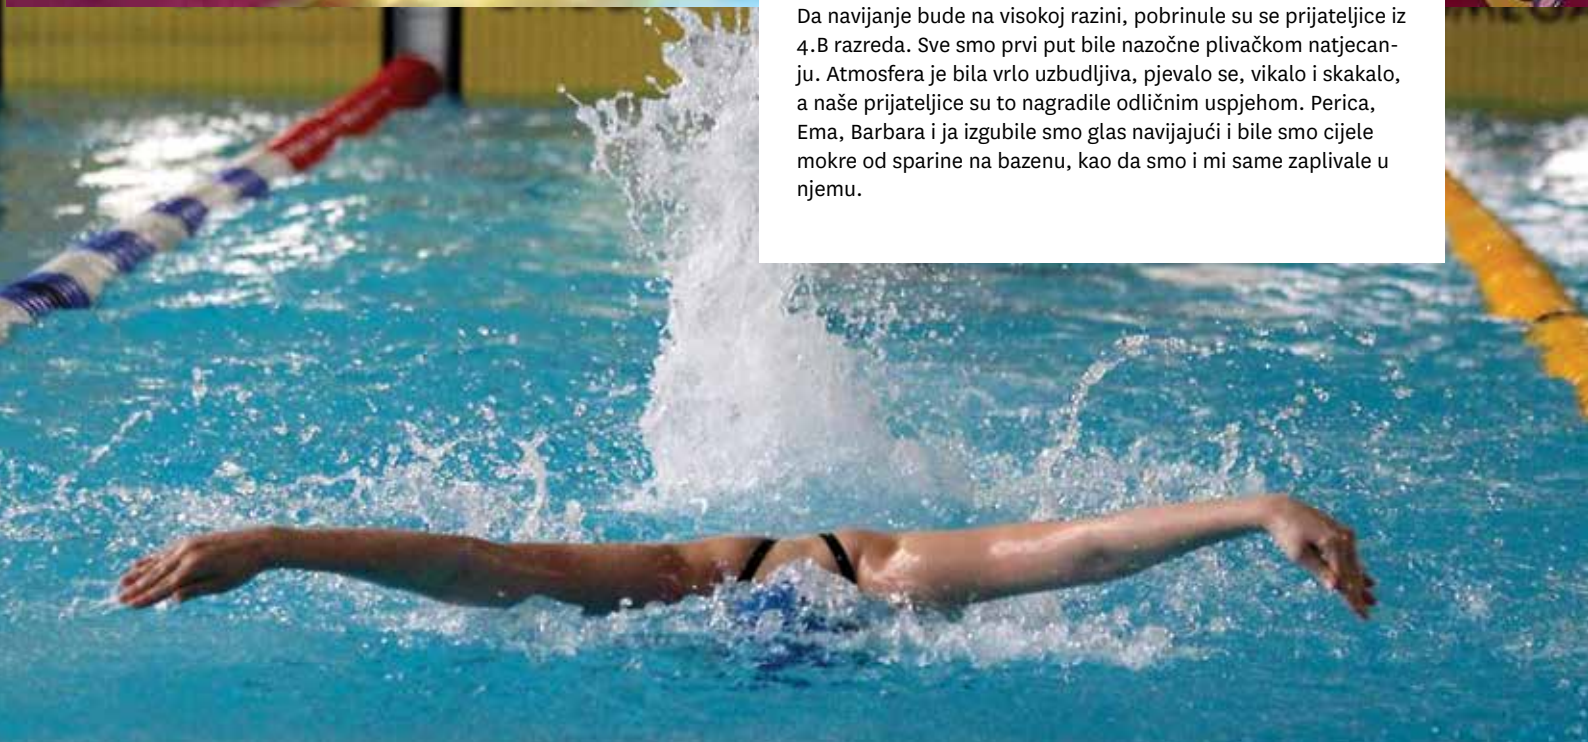 Da navijanje bude na visokoj razini, pobrinule su se prijateljice iz
4.B razreda. Sve smo prvi put bile nazočne plivačkom natjecan-
ju. Atmosfera je bila vrlo uzbudljiva, pjevalo se, vikalo i skakalo,
a naše prijateljice su to nagradile odličnim uspjehom. Perica,
Ema, Barbara i ja izgubile smo glas navijajući i bile smo cijele
mokre od sparine na bazenu, kao da smo i mi same zaplivale u
njemu.